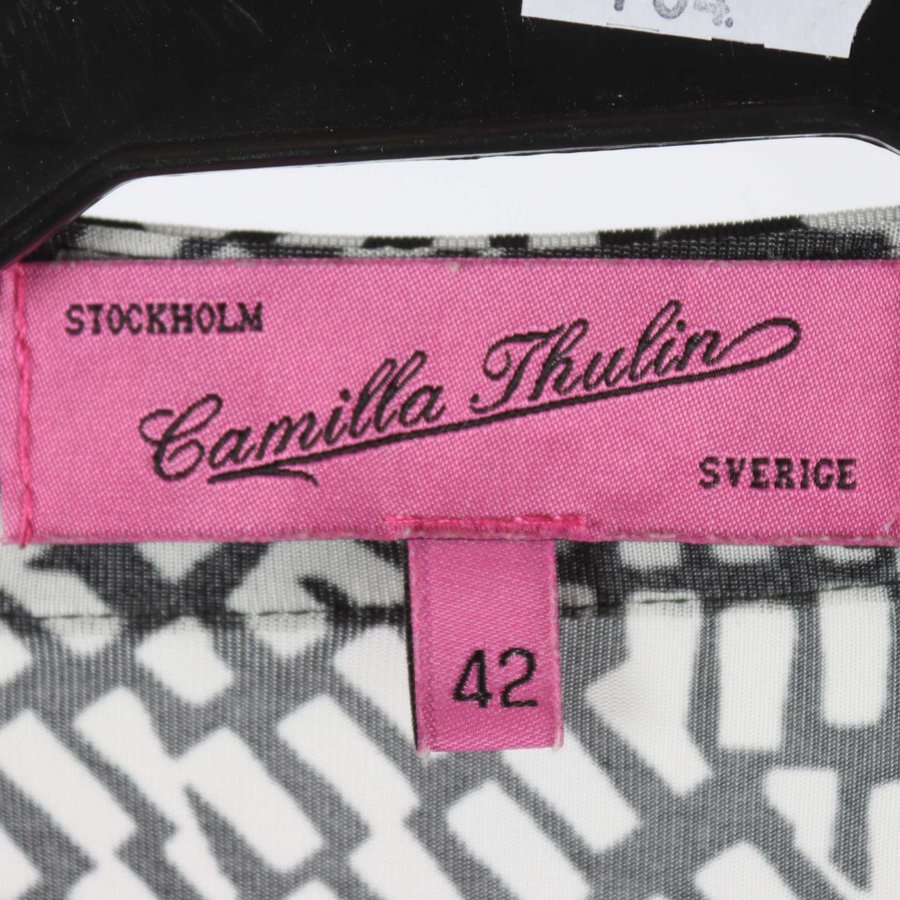 STOCKHOLM
Camilla Thulin
SVERIGE
42